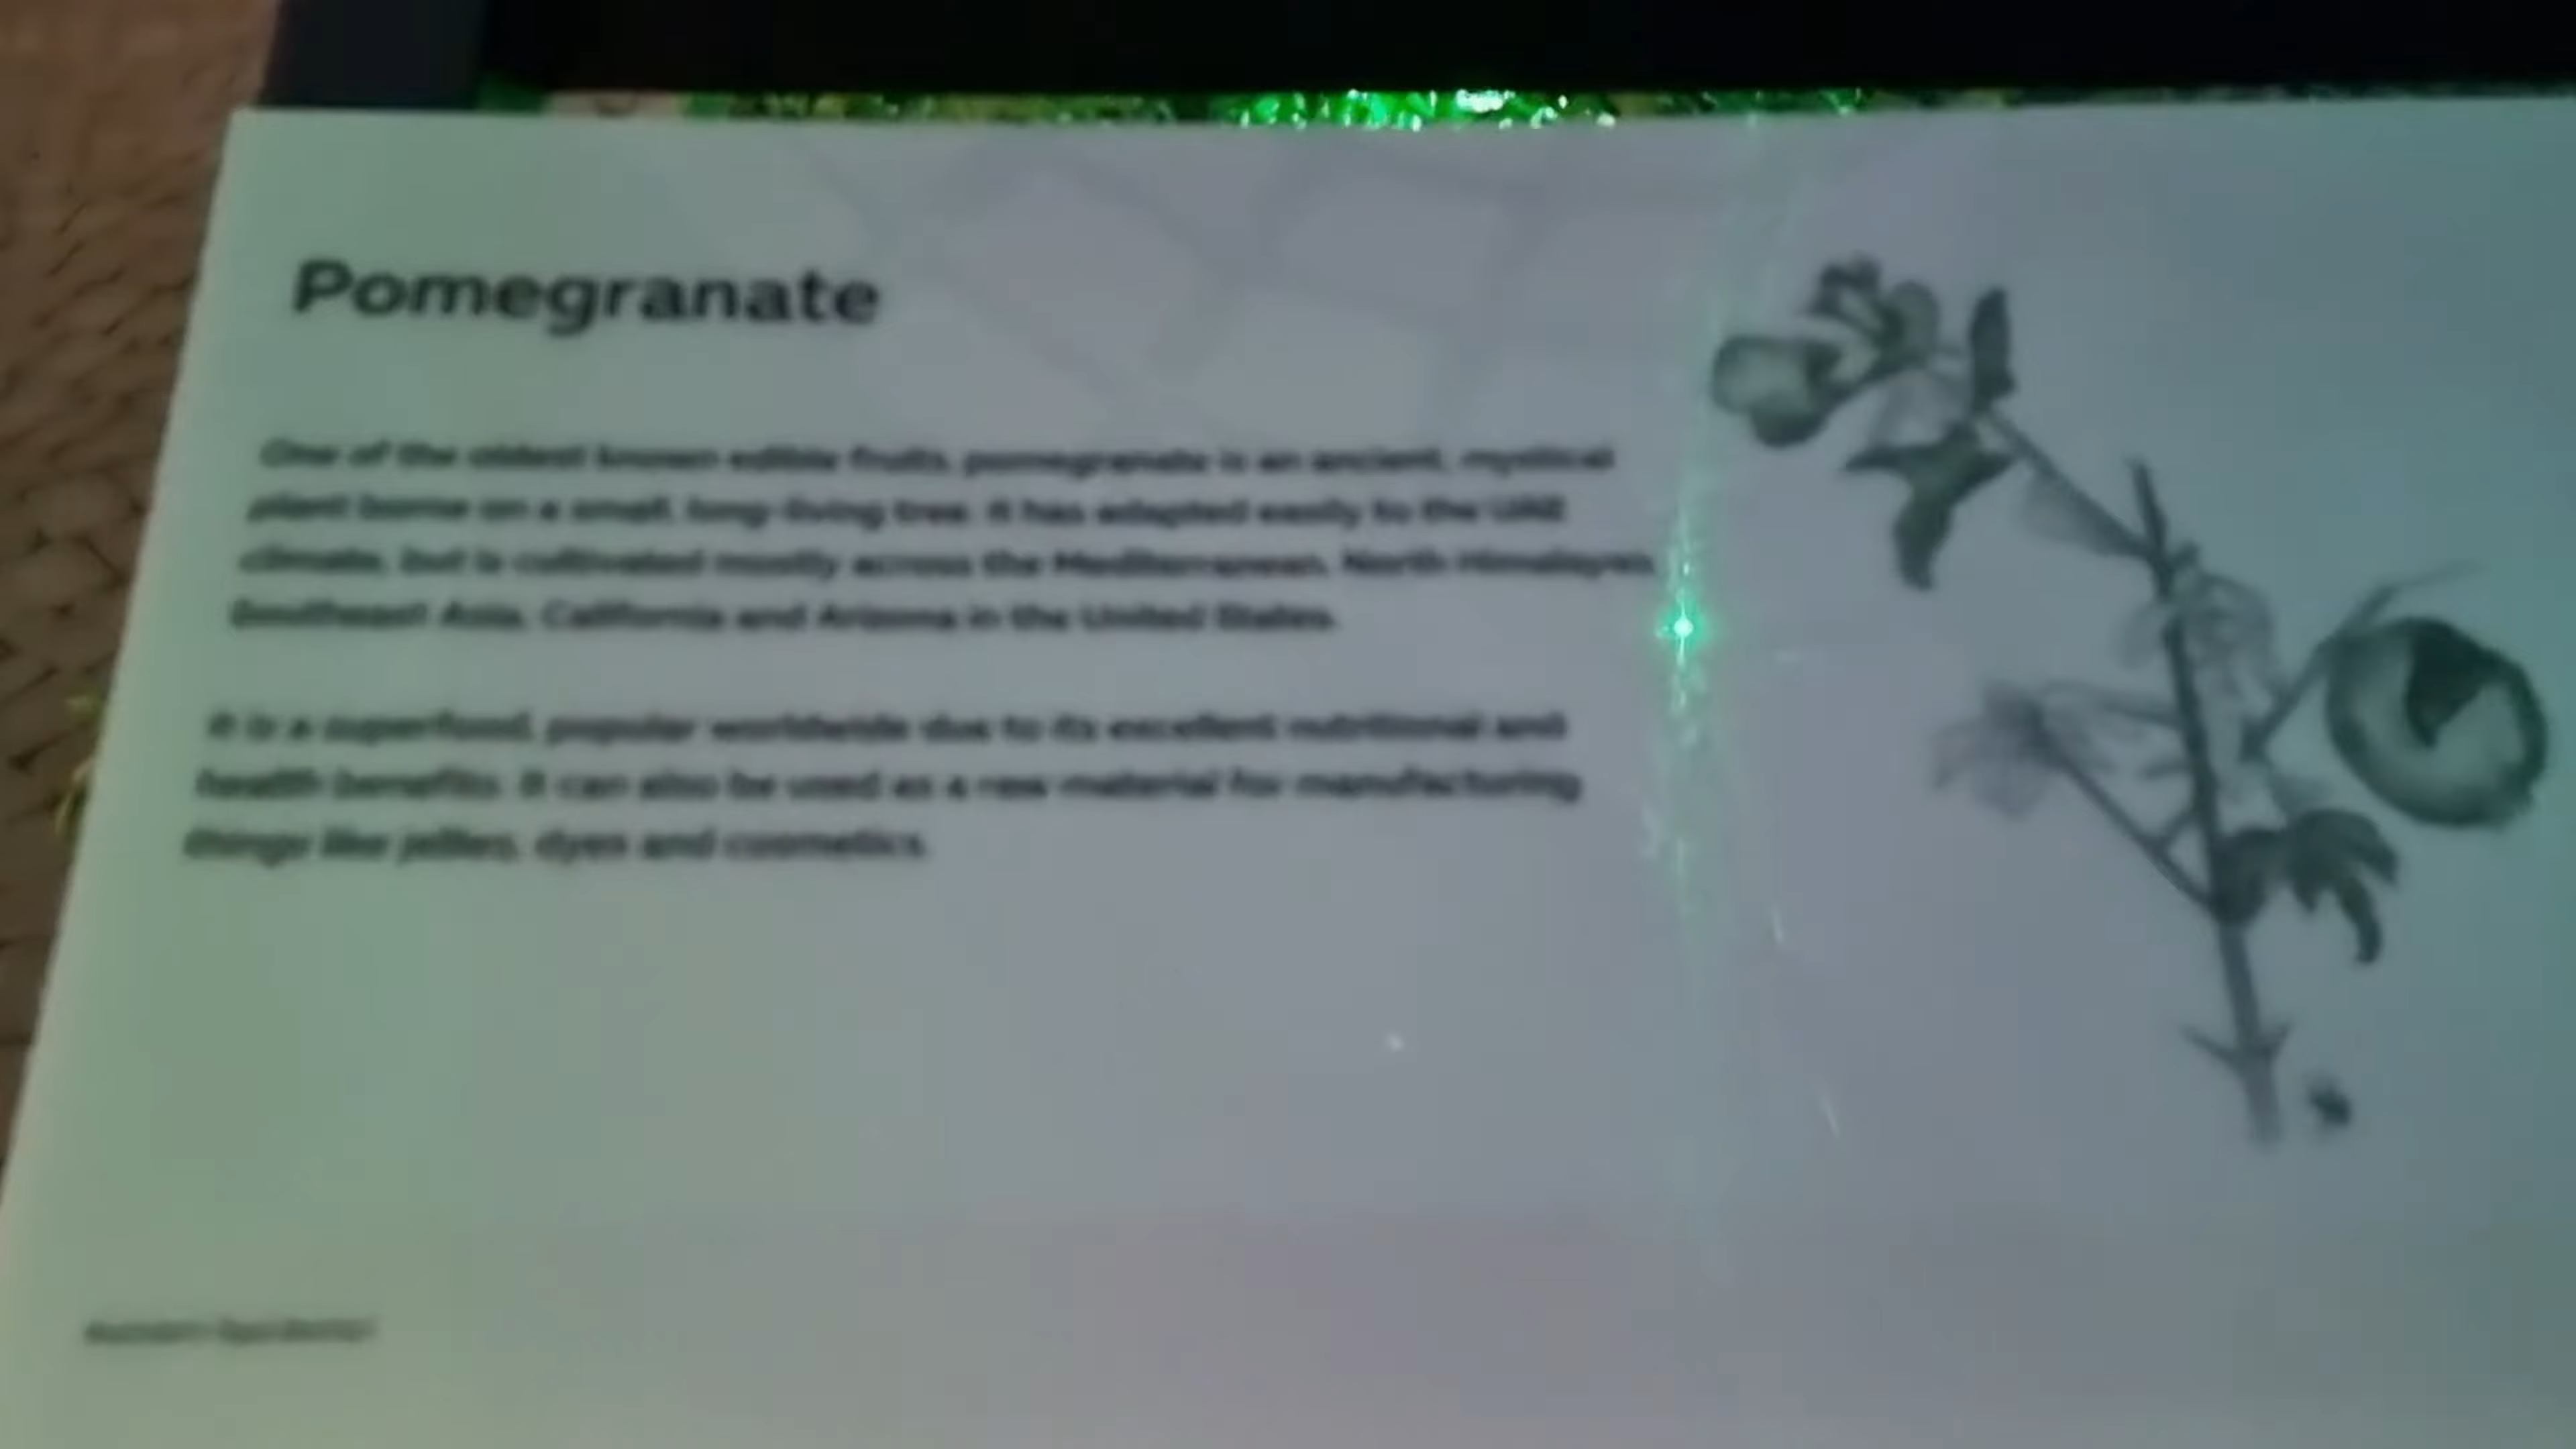 Pomegranate
One of the oldest known edible fruits, pomegranate is an ancient, mystical
plant borne on a small, long-living tree. It has adapted easily to the UAE
climate, but is cultivated mostly across the Mediterranean, North Himalayas,
Southeast Asia, California and Arizona in the United States.
It is a superfood, popular worldwide due to its excellent nutritional and
health benefits. It can also be used as a raw material for manufacturing
things like jellies, dyes and cosmetics.